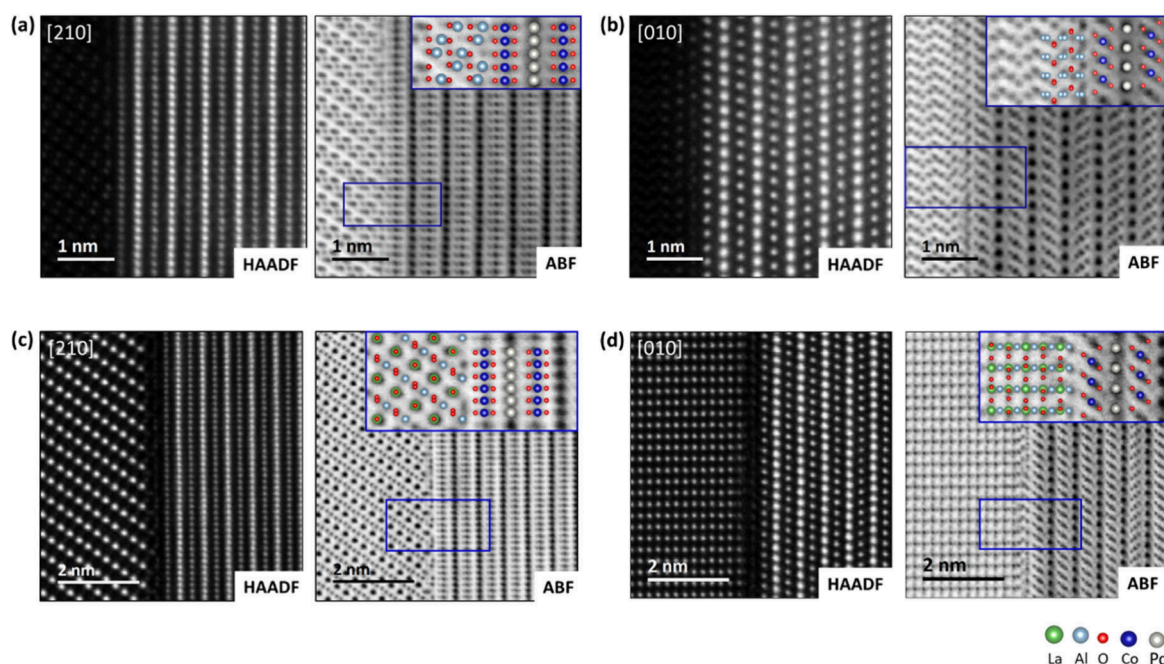 (a) [210] 1 nm HAADF 1 nm ABF
(b) [010] 1 nm HAADF 1 nm ABF
(c) [210] 2 nm HAADF 2 nm ABF
(d) [010] 2 nm HAADF 2 nm ABF
La Al O Co